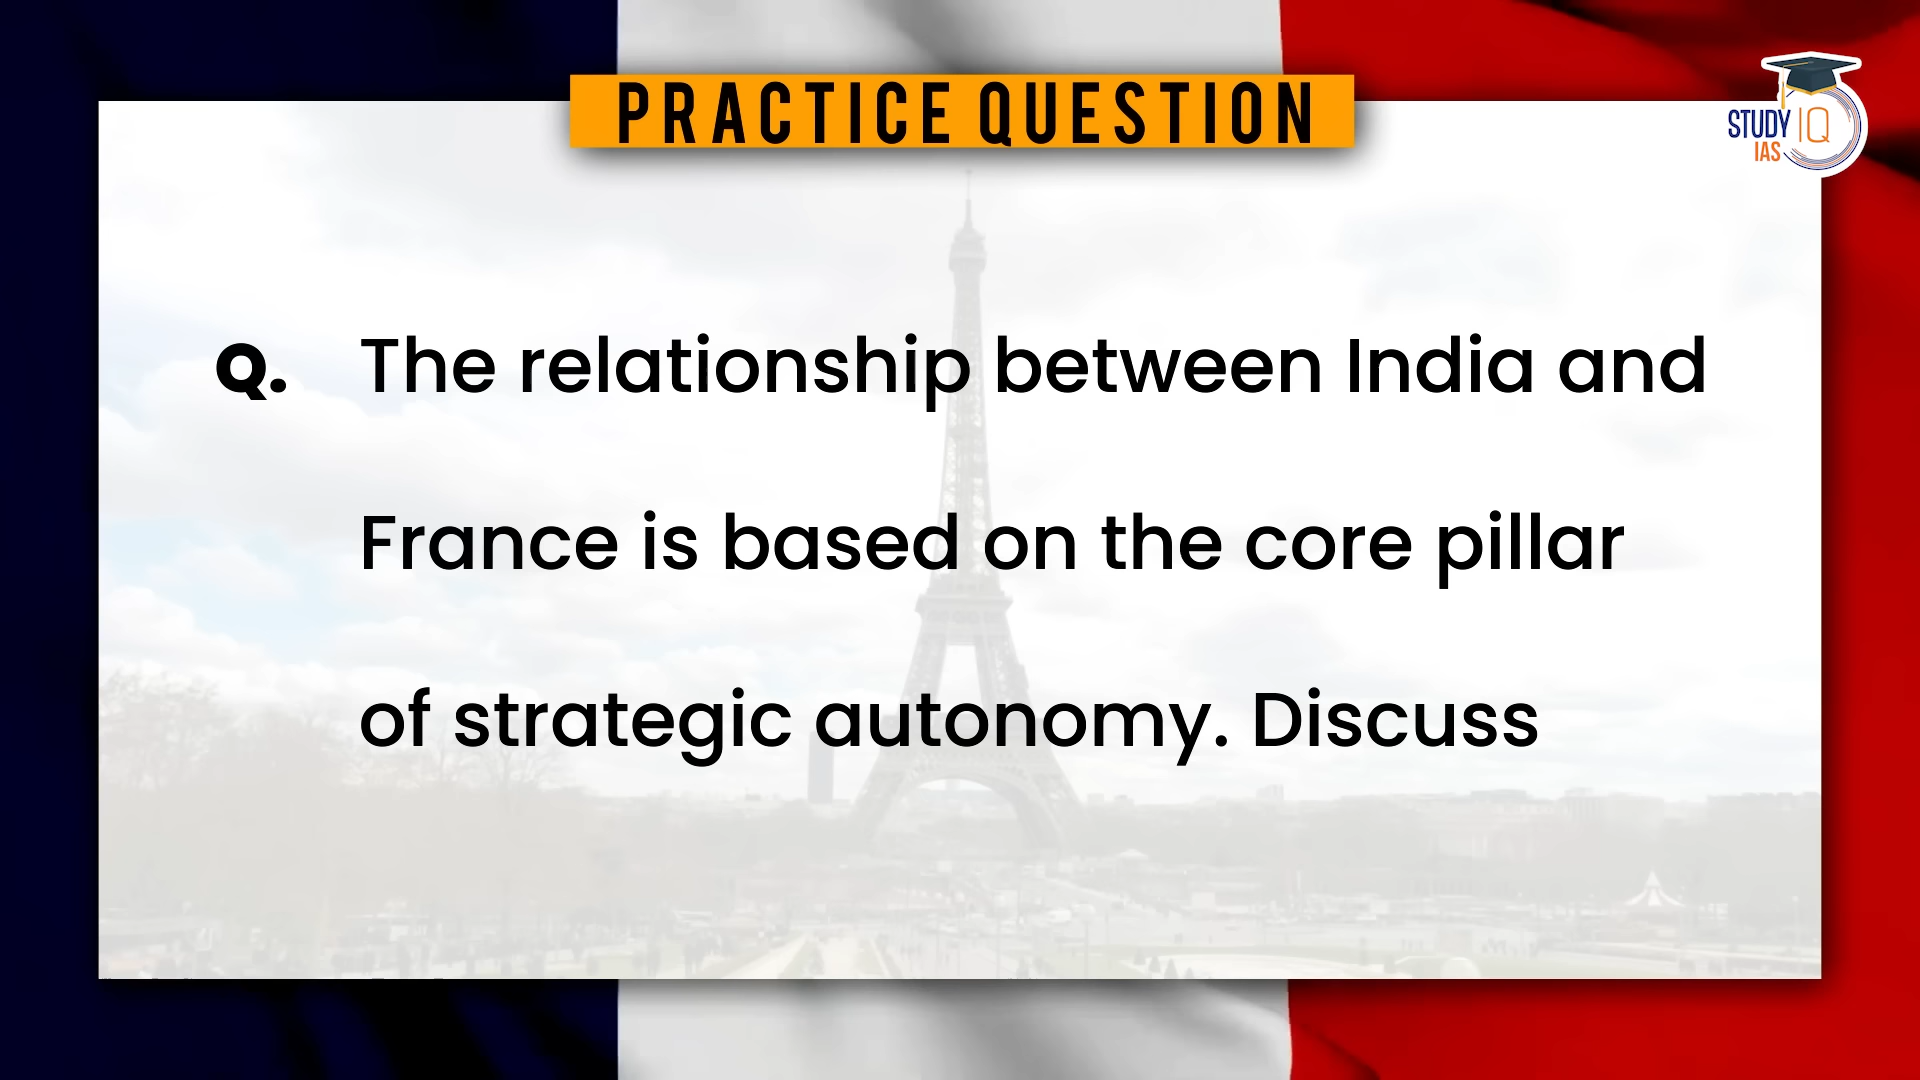 PRACTICE QUESTION
STUDY IQ
IAS
Q. The relationship between India and
France is based on the core pillar
of strategic autonomy. Discuss